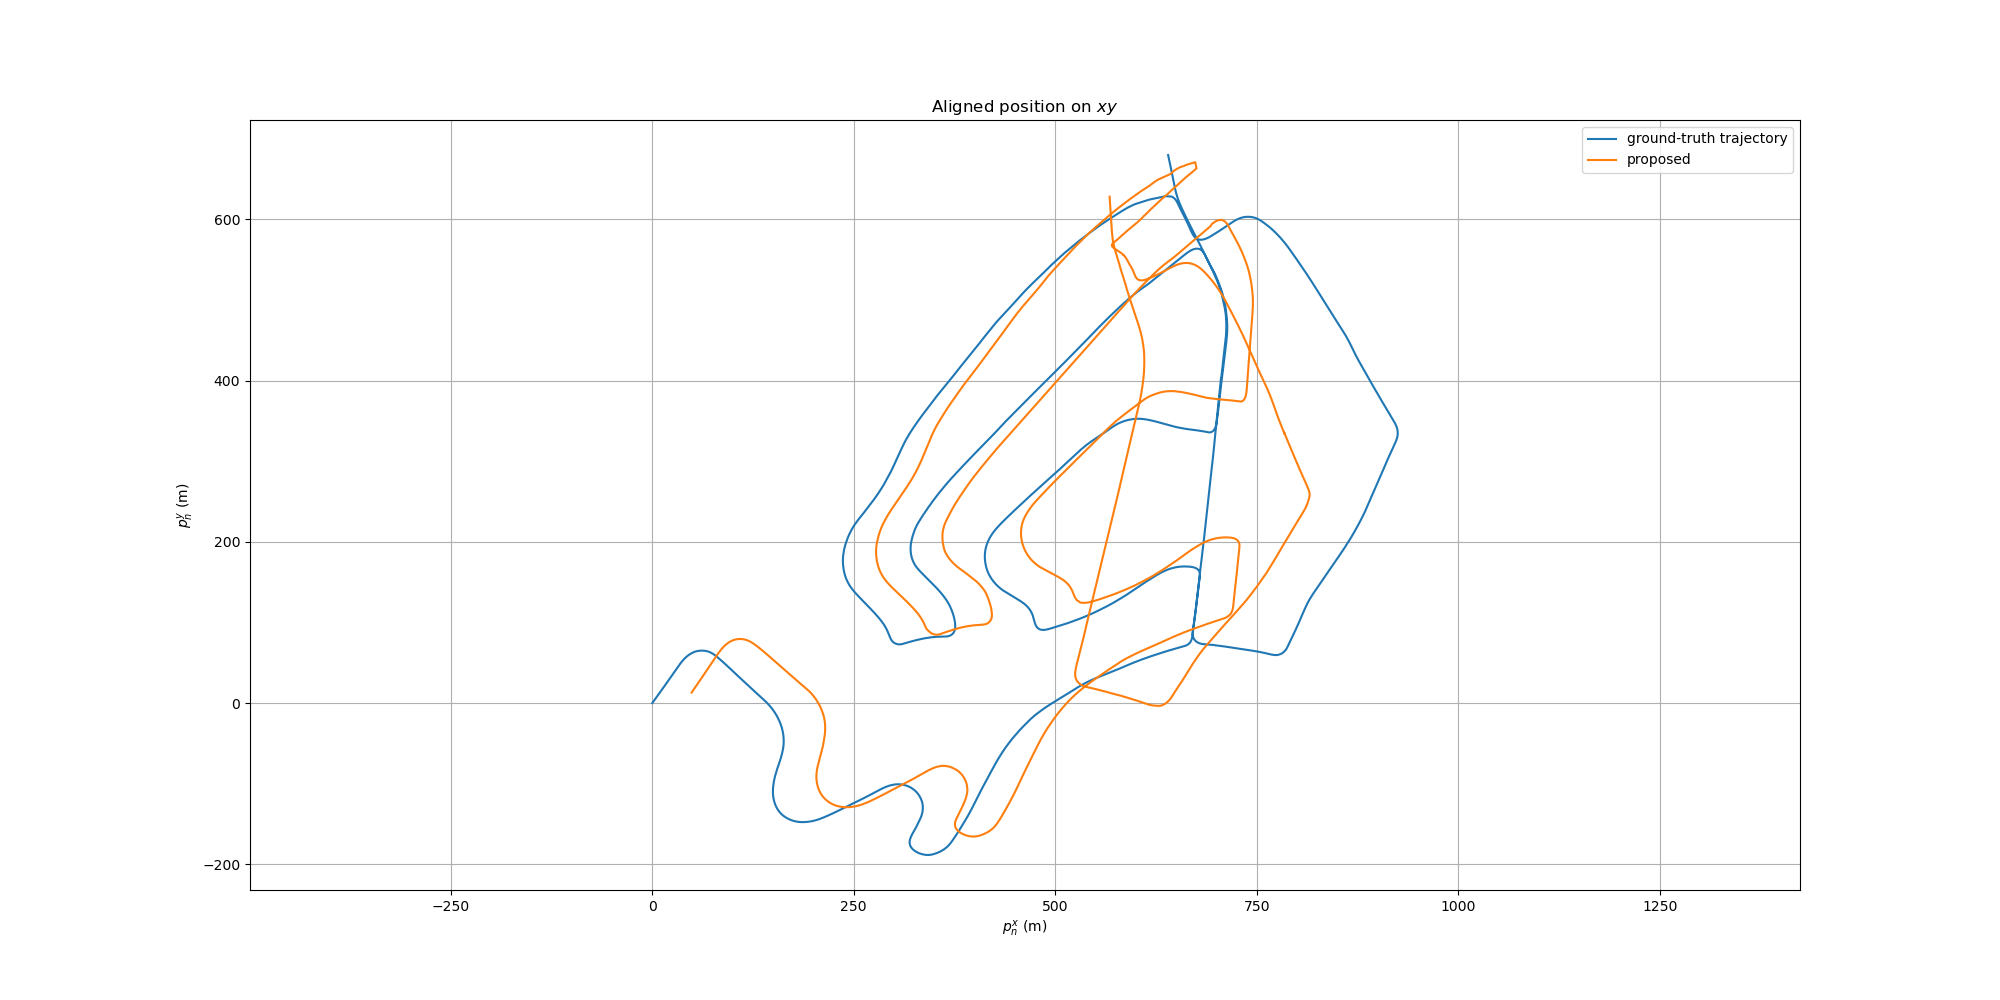 Aligned position on xy
ground-truth trajectory
proposed
600
400
200
0
−200
p_n^y (m)
−250
0
250
500
750
1000
1250
p_n^x (m)